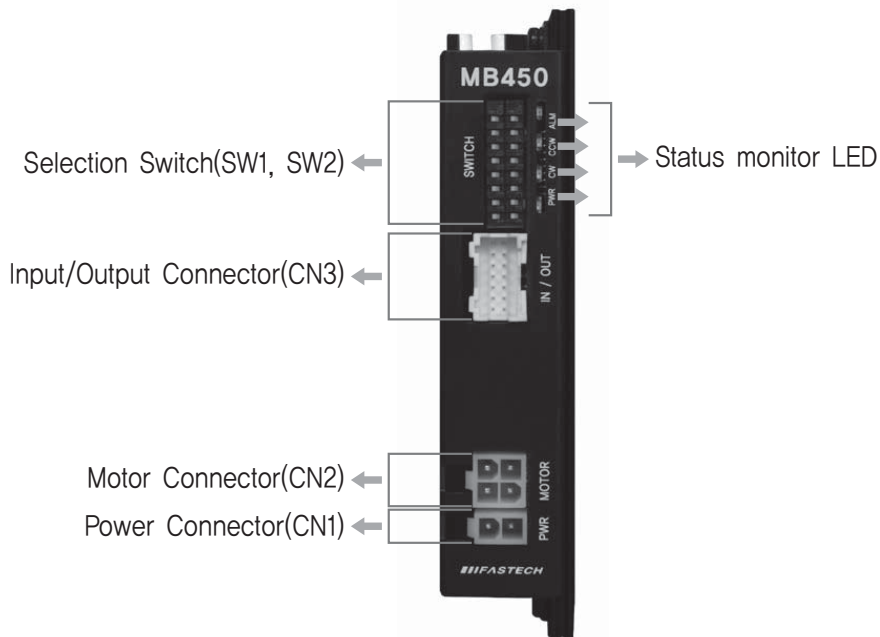 MB450
SWITCH
ALM
CCW
CW
PWR
Selection Switch(SW1, SW2)
Status monitor LED
Input/Output Connector(CN3)
IN / OUT
Motor Connector(CN2)
MOTOR
Power Connector(CN1)
PWR
FASTECH